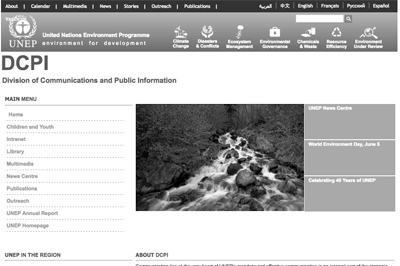 About | Calendar | Multimedia | News | Stories | Outreach | Publications |
العربية | 中文 | English | Français | Русский | Español
UNEP
United Nations Environment Programme
environment for development
Climate Change
Disasters & Conflicts
Ecosystem Management
Environmental Governance
Chemicals & Waste
Resource Efficiency
Environment Under Review
DCPI
Division of Communications and Public Information
MAIN MENU
Home
Children and Youth
Intranet
Library
Multimedia
News Centre
Publications
Outreach
UNEP Annual Report
UNEP Homepage
UNEP News Centre
World Environment Day, June 5
Celebrating 40 Years of UNEP
UNEP IN THE REGION
ABOUT DCPI